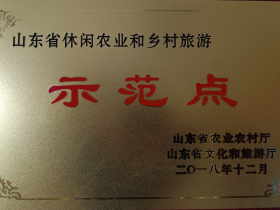 山东省休闲农业和乡村旅游
示范点
山东省农业农村厅
山东省文化和旅游厅
二〇一八年十二月